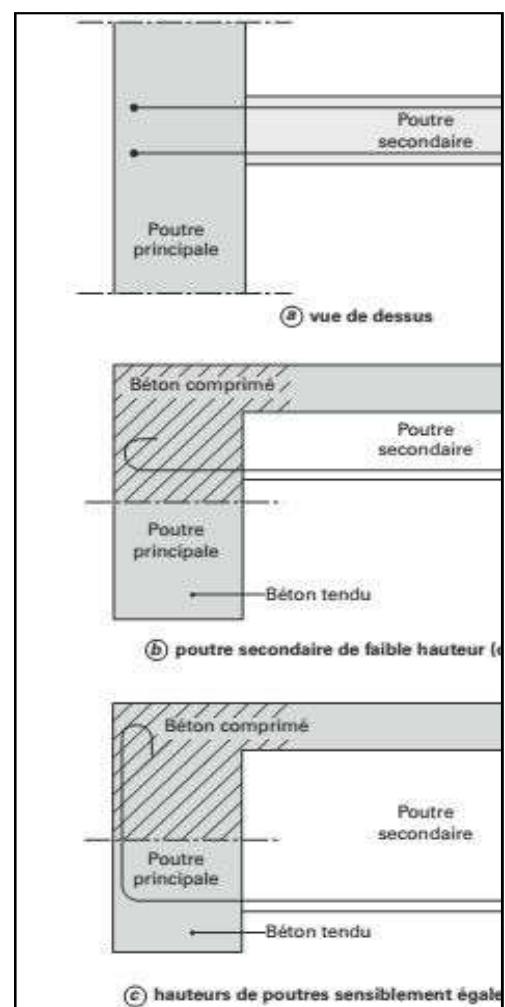 Poutre
secondaire
Poutre
principale
a vue de dessus
Béton comprimé
Poutre
secondaire
Poutre
principale
Béton tendu
b poutre secondaire de faible hauteur (
Béton comprimé
Poutre
secondaire
Poutre
principale
Béton tendu
c hauteurs de poutres sensiblement égale